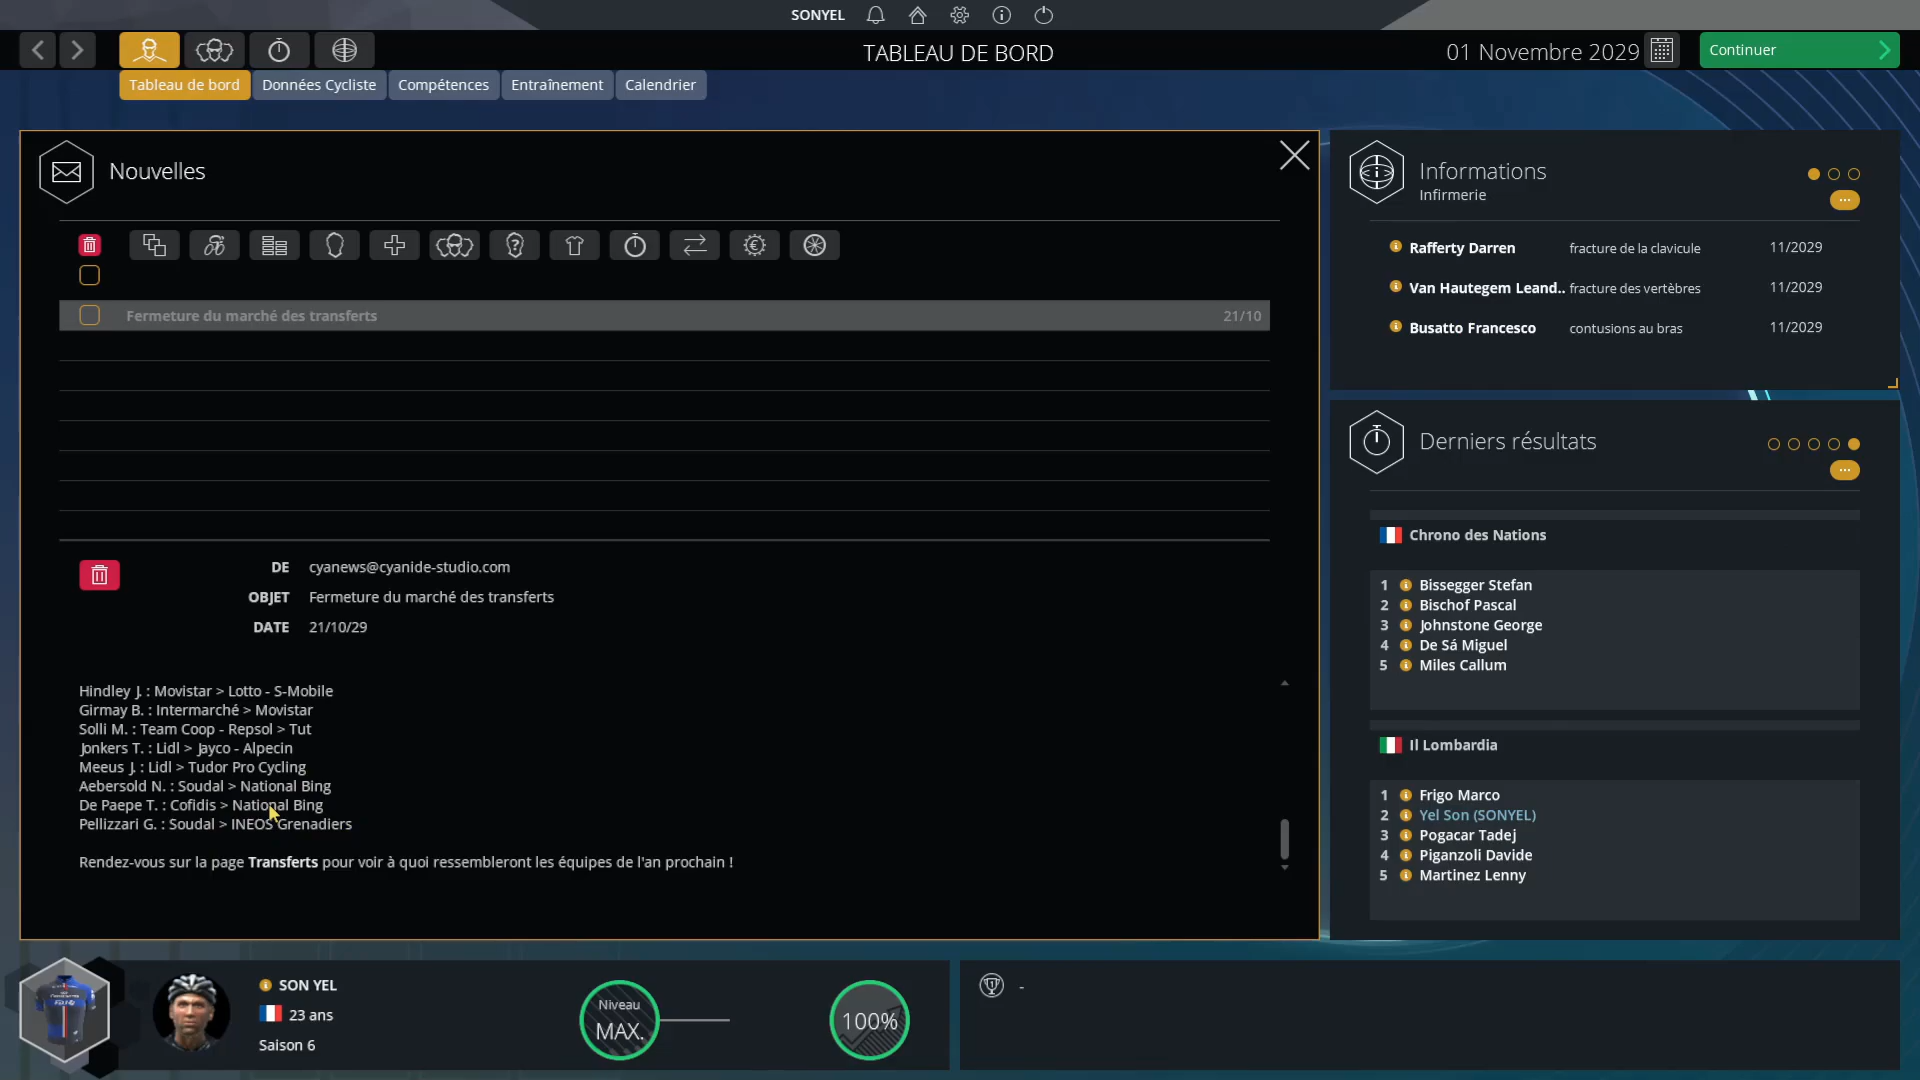 SONYEL
TABLEAU DE BORD
01 Novembre 2029
Continuer
Tableau de bord
Données Cycliste
Compétences
Entraînement
Calendrier
Nouvelles
Fermeture du marché des transferts 21/10
DE cyanews@cyanide-studio.com
OBJET Fermeture du marché des transferts
DATE 21/10/29
Hindley J. : Movistar > Lotto - S-Mobile
Girmay B. : Intermarché > Movistar
Solli M. : Team Coop - Repsol > Tut
Jonkers T. : Lidl > Jayco - Alpecin
Meeus J. : Lidl > Tudor Pro Cycling
Aebersold N. : Soudal > National Bing
De Paepe T. : Cofidis > National Bing
Pellizzari G. : Soudal > INEOS Grenadiers
Rendez-vous sur la page Transferts pour voir à quoi ressembleront les équipes de l'an prochain !
Informations
Infirmerie
Rafferty Darren fracture de la clavicule 11/2029
Van Hautegem Leand.. fracture des vertèbres 11/2029
Busatto Francesco contusions au bras 11/2029
Derniers résultats
Chrono des Nations
1 Bissegger Stefan
2 Bischof Pascal
3 Johnstone George
4 De Sá Miguel
5 Miles Callum
Il Lombardia
1 Frigo Marco
2 Yel Son (SONYEL)
3 Pogacar Tadej
4 Piganzoli Davide
5 Martinez Lenny
SON YEL
23 ans
Saison 6
Niveau
MAX.
100%
-